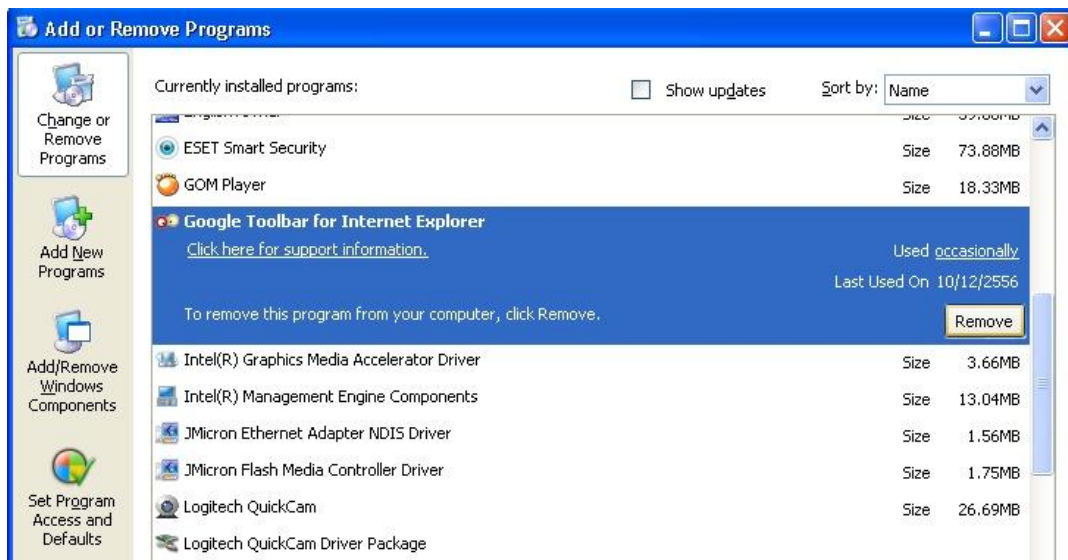 Add or Remove Programs
Change or
Remove
Programs
Add New
Programs
Add/Remove
Windows
Components
Set Program
Access and
Defaults
Currently installed programs:
Show updates
Sort by: Name
ESET Smart Security Size 73.88MB
GOM Player Size 18.33MB
Google Toolbar for Internet Explorer
Click here for support information. Used occasionally
Last Used On 10/12/2556
To remove this program from your computer, click Remove. Remove
Intel(R) Graphics Media Accelerator Driver Size 3.66MB
Intel(R) Management Engine Components Size 13.04MB
JMicron Ethernet Adapter NDIS Driver Size 1.56MB
JMicron Flash Media Controller Driver Size 1.75MB
Logitech QuickCam Size 26.69MB
Logitech QuickCam Driver Package